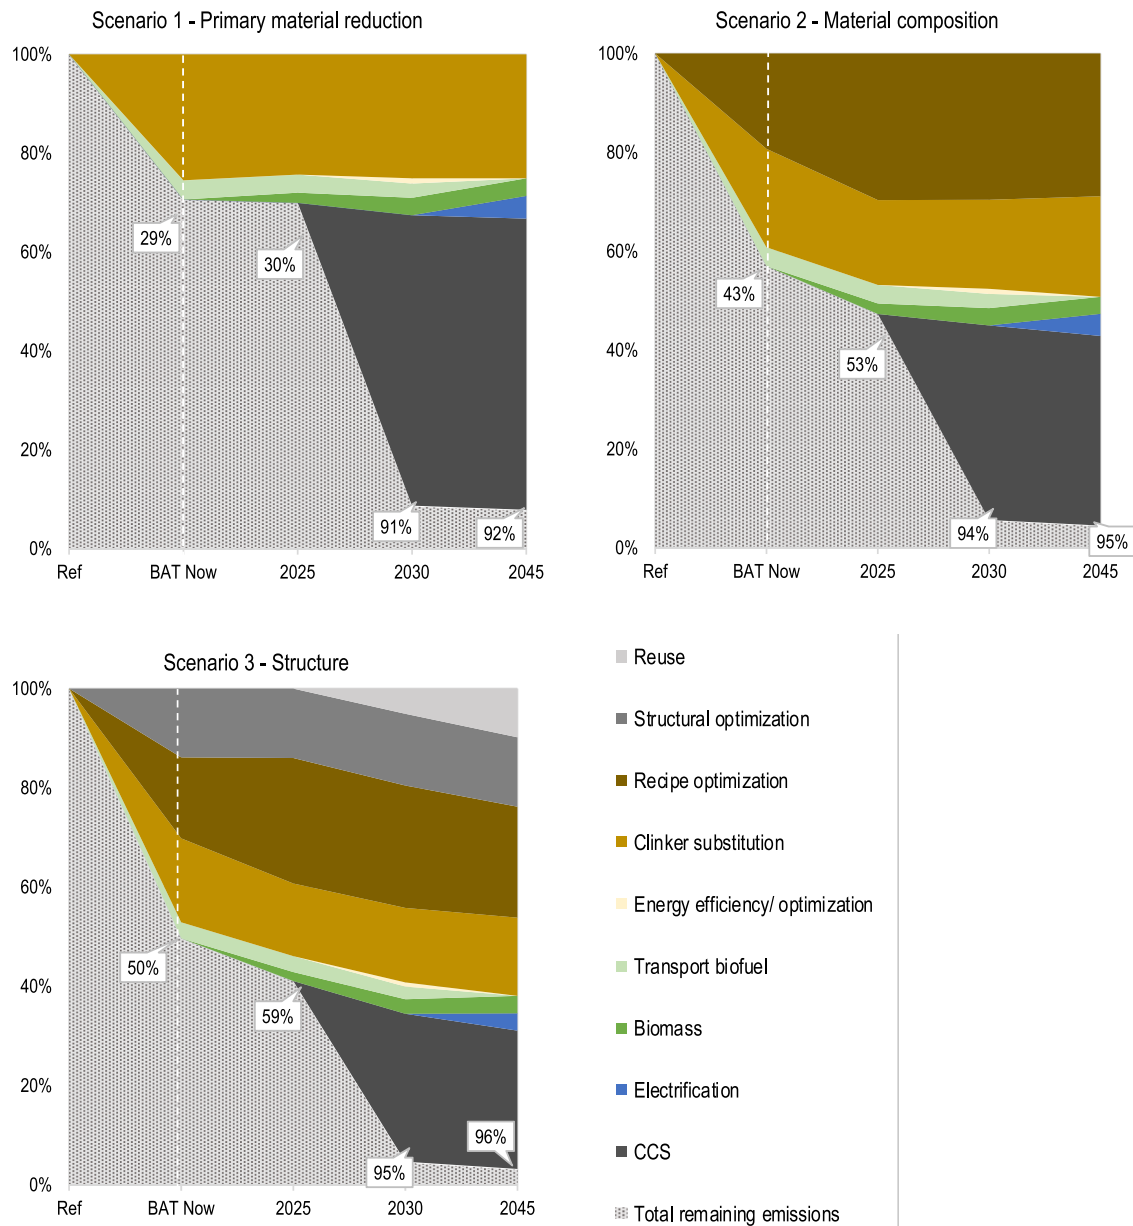 Scenario 1 - Primary material reduction
100%
80%
60%
40%
20%
0%
29%
30%
91%
92%
Ref
BAT Now
2025
2030
2045
Scenario 2 - Material composition
100%
80%
60%
40%
20%
0%
43%
53%
94%
95%
Ref
BAT Now
2025
2030
2045
Scenario 3 - Structure
100%
80%
60%
40%
20%
0%
50%
59%
95%
96%
Ref
BAT Now
2025
2030
2045
Reuse
Structural optimization
Recipe optimization
Clinker substitution
Energy efficiency/ optimization
Transport biofuel
Biomass
Electrification
CCS
Total remaining emissions